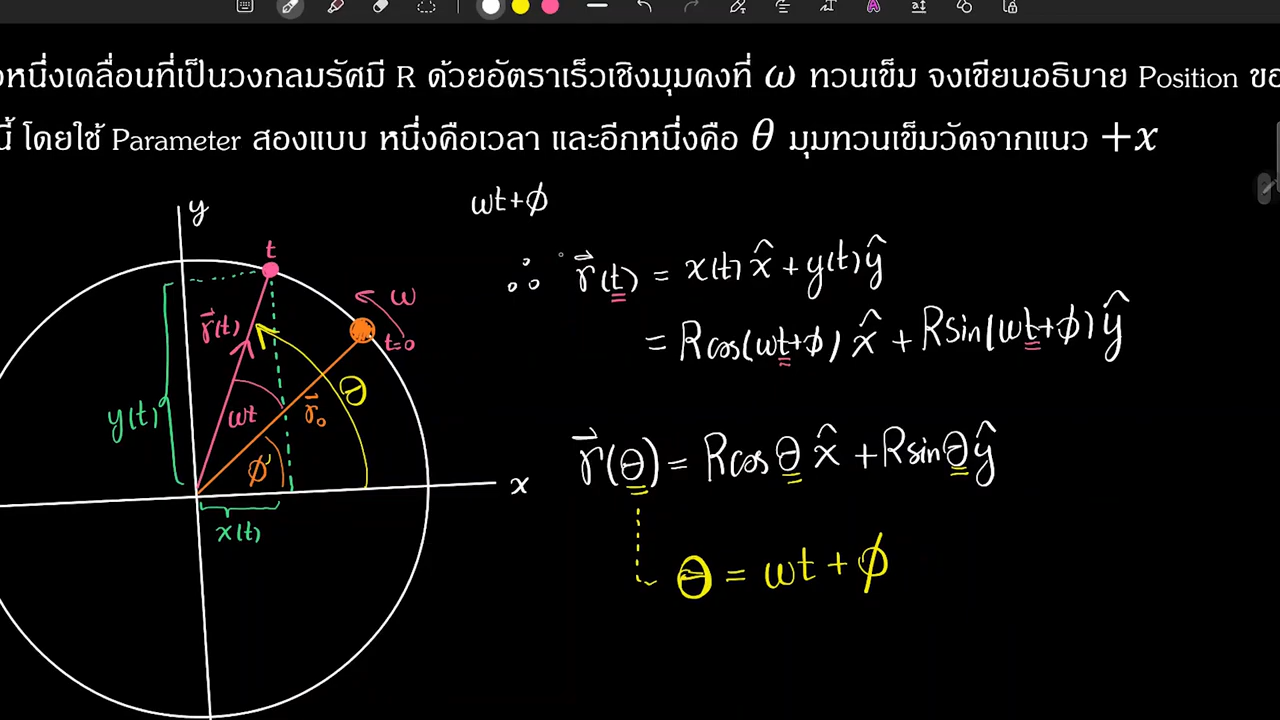 หนึ่งเคลื่อนที่เป็นวงกลมรัศมี R ด้วยอัตราเร็วเชิงมุมคงที่ ω ทวนเข็ม จงเขียนอธิบาย Position ข
นี้ โดยใช้ Parameter สองแบบ หนึ่งคือเวลา และอีกหนึ่งคือ θ มุมทวนเข็มวัดจากแนว +x
ωt+ϕ
y
t
∴ r⃗(t) = x(t) x̂ + y(t) ŷ
ω
r⃗(t)
t=0
= Rcos(ωt+ϕ) x̂ + Rsin(ωt+ϕ) ŷ
θ
y(t)
ωt
r⃗₀
ϕ
r⃗(θ) = Rcos θ x̂ + Rsin θ ŷ
x
x(t)
θ = ωt + ϕ